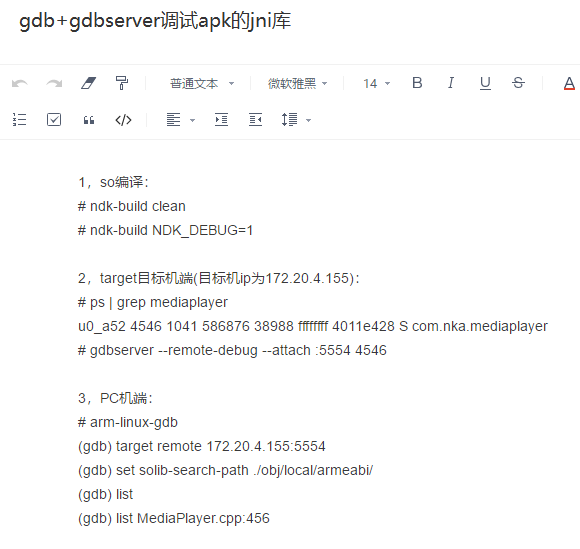 gdb+gdbserver调试apk的jni库
普通文本 微软雅黑 14 B I U S A
1，so编译：
# ndk-build clean
# ndk-build NDK_DEBUG=1
2，target目标机端(目标机ip为172.20.4.155)：
# ps | grep mediaplayer
u0_a52 4546 1041 586876 38988 ffffffff 4011e428 S com.nka.mediaplayer
# gdbserver --remote-debug --attach :5554 4546
3，PC机端：
# arm-linux-gdb
(gdb) target remote 172.20.4.155:5554
(gdb) set solib-search-path ./obj/local/armeabi/
(gdb) list
(gdb) list MediaPlayer.cpp:456